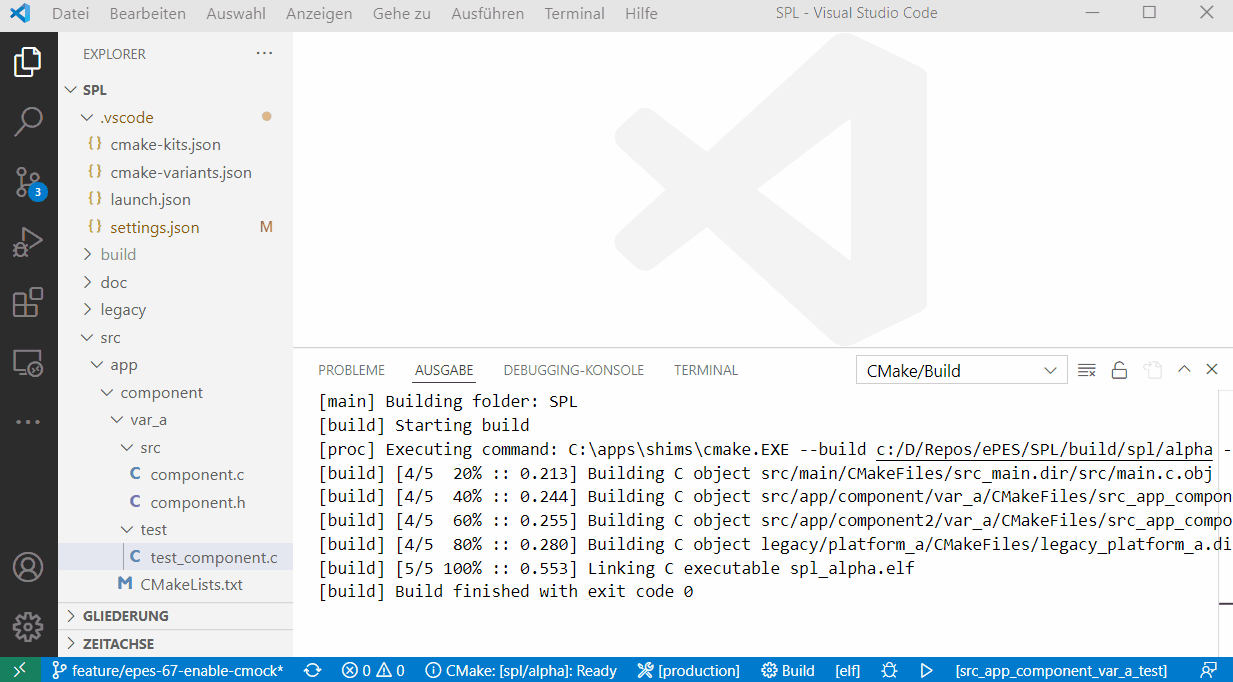 Datei Bearbeiten Auswahl Anzeigen Gehe zu Ausführen Terminal Hilfe SPL - Visual Studio Code
EXPLORER
SPL
.vscode
cmake-kits.json
cmake-variants.json
launch.json
settings.json M
build
doc
legacy
src
app
component
var_a
src
C component.c
C component.h
test
C test_component.c
M CMakeLists.txt
GLIEDERUNG
ZEITACHSE
3
PROBLEME AUSGABE DEBUGGING-KONSOLE TERMINAL CMake/Build
[main] Building folder: SPL
[build] Starting build
[proc] Executing command: C:\apps\shims\cmake.EXE --build c:/D/Repos/ePES/SPL/build/spl/alpha -
[build] [4/5  20% :: 0.213] Building C object src/main/CMakeFiles/src_main.dir/src/main.c.obj
[build] [4/5  40% :: 0.244] Building C object src/app/component/var_a/CMakeFiles/src_app_compon
[build] [4/5  60% :: 0.255] Building C object src/app/component2/var_a/CMakeFiles/src_app_compo
[build] [4/5  80% :: 0.280] Building C object legacy/platform_a/CMakeFiles/legacy_platform_a.di
[build] [5/5 100% :: 0.553] Linking C executable spl_alpha.elf
[build] Build finished with exit code 0
feature/epes-67-enable-cmock* 0 0 CMake: [spl/alpha]: Ready [production] Build [elf] [src_app_component_var_a_test]